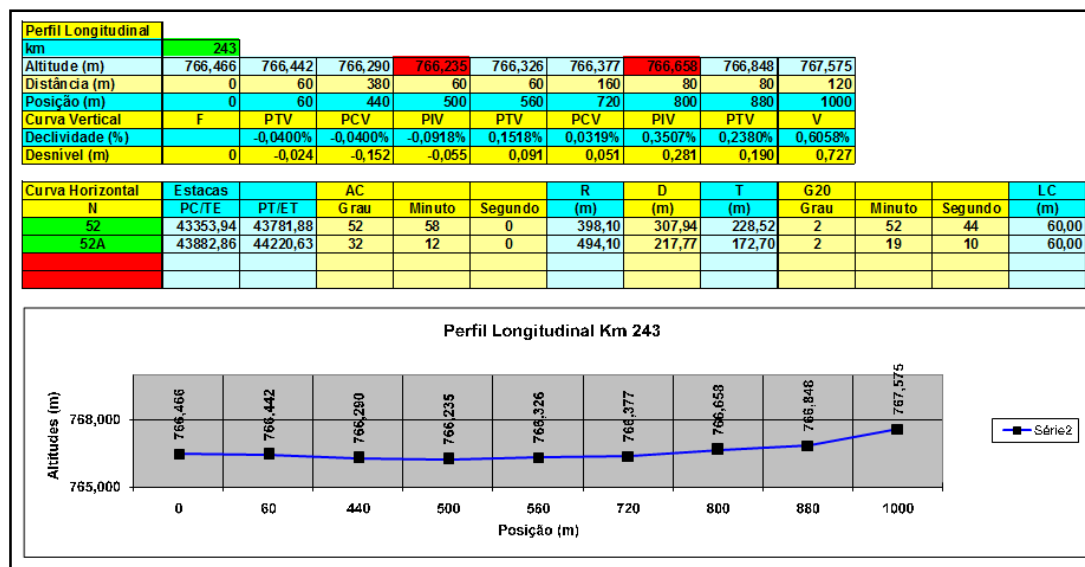 Perfil Longitudinal
km 243
Altitude (m) 766,466 766,442 766,290 766,235 766,326 766,377 766,658 766,848 767,575
Distância (m) 0 60 380 60 60 160 80 80 120
Posição (m) 0 60 440 500 560 720 800 880 1000
Curva Vertical F PTV PCV PIV PTV PCV PIV PTV V
Declividade (%) -0,0400% -0,0400% -0,0918% 0,1518% 0,0319% 0,3507% 0,2380% 0,6058%
Desnível (m) 0 -0,024 -0,152 -0,055 0,091 0,051 0,281 0,190 0,727
Curva Horizontal Estacas AC R D T G20 LC
N PC/TE PT/ET Grau Minuto Segundo (m) (m) (m) Grau Minuto Segundo (m)
52 43353,94 43781,88 52 58 0 398,10 307,94 228,52 2 52 44 60,00
52A 43882,86 44220,63 32 12 0 494,10 217,77 172,70 2 19 10 60,00
Perfil Longitudinal Km 243
Altitudes (m)
768,000
765,000
766,466 766,442 766,290 766,235 766,326 766,377 766,658 766,848 767,575
Série2
0 60 440 500 560 720 800 880 1000
Posição (m)